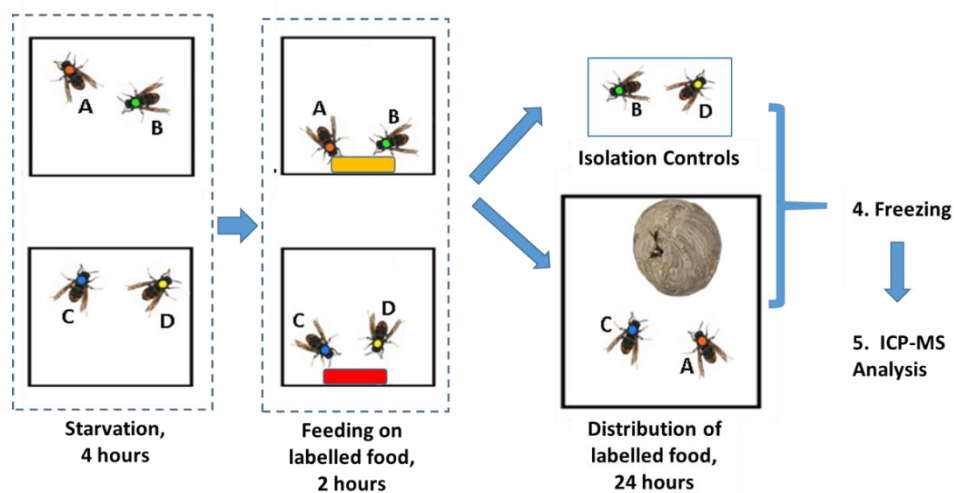 A
B
C
D
Starvation,
4 hours
A
B
C
D
Feeding on
labelled food,
2 hours
B
D
Isolation Controls
C
A
Distribution of
labelled food,
24 hours
4. Freezing
5. ICP-MS
Analysis